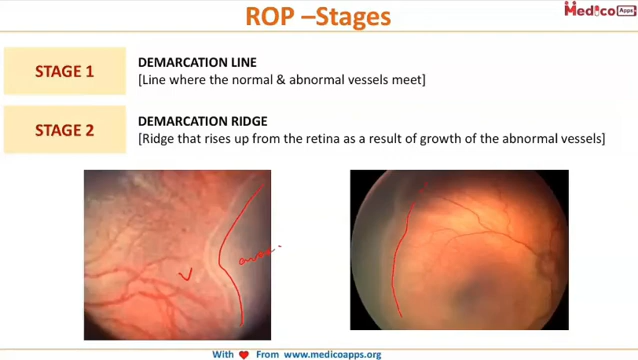 ROP –Stages
MedicoApps
STAGE 1
DEMARCATION LINE
[Line where the normal & abnormal vessels meet]
STAGE 2
DEMARCATION RIDGE
[Ridge that rises up from the retina as a result of growth of the abnormal vessels]
V
With ❤ From www.medicoapps.org